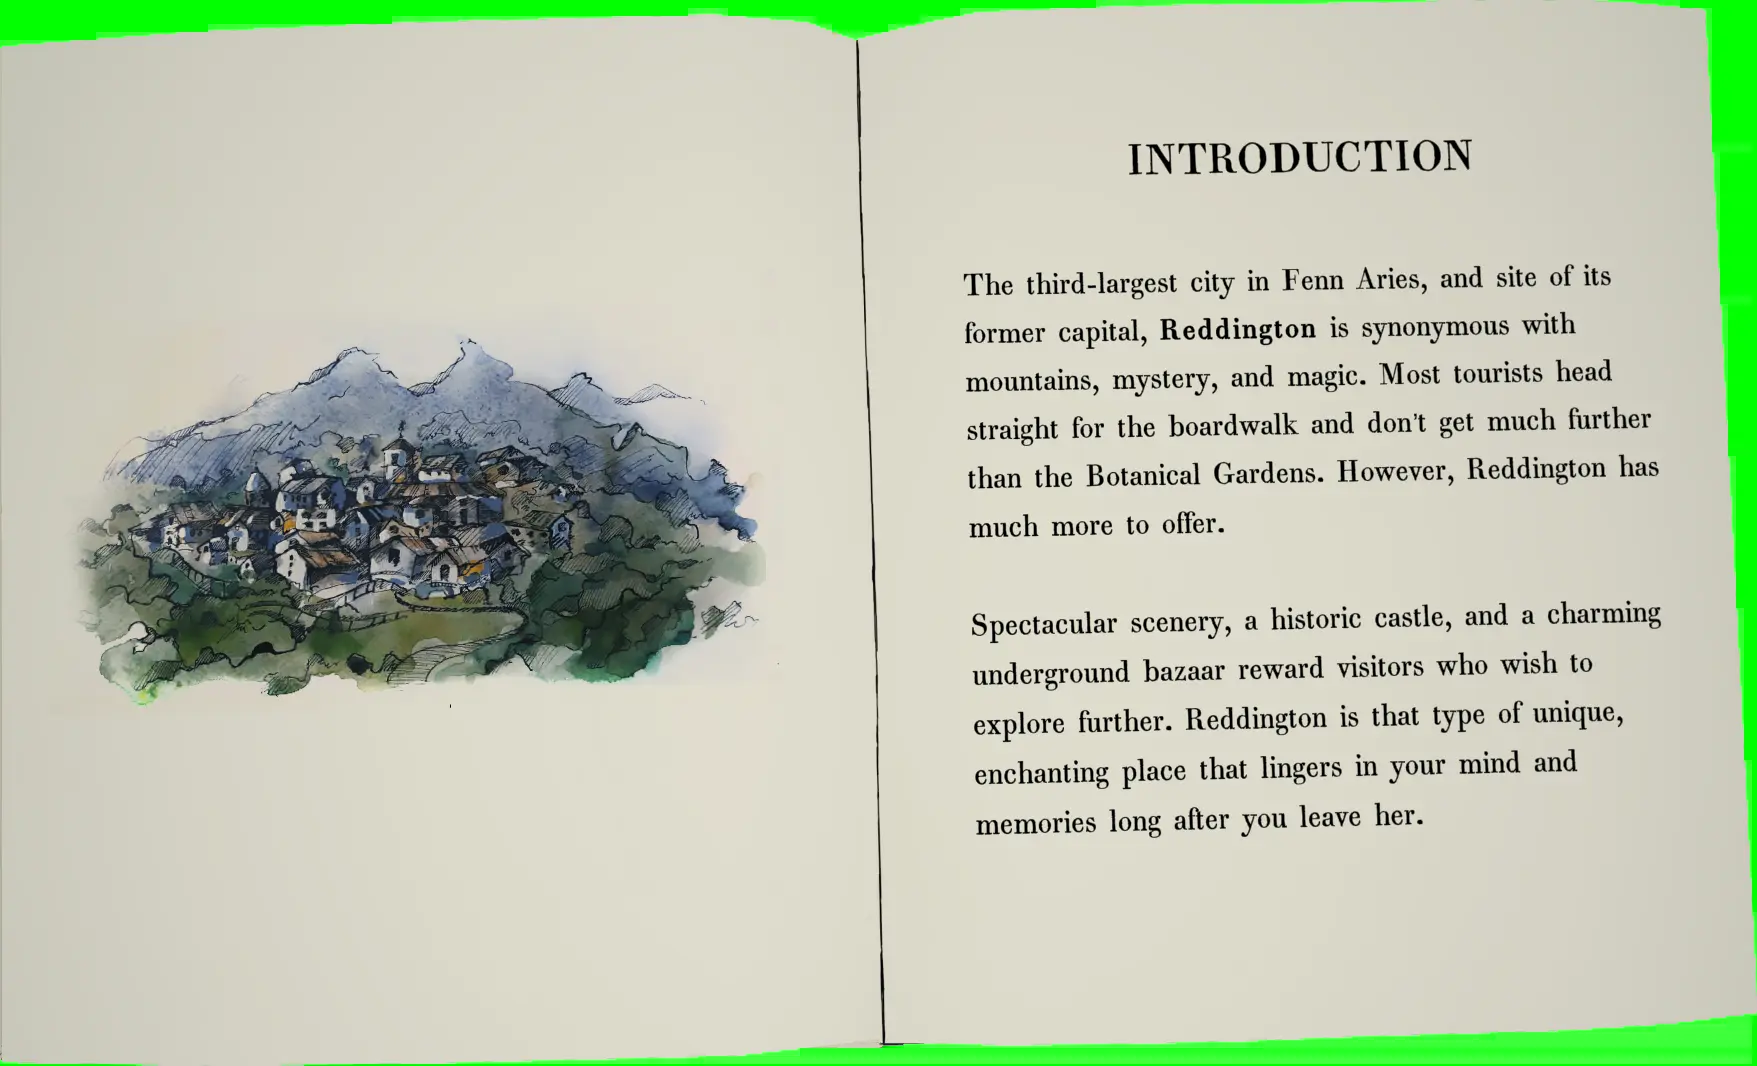 INTRODUCTION
The third-largest city in Fenn Aries, and site of its
former capital, Reddington is synonymous with
mountains, mystery, and magic. Most tourists head
straight for the boardwalk and don't get much further
than the Botanical Gardens. However, Reddington has
much more to offer.
Spectacular scenery, a historic castle, and a charming
underground bazaar reward visitors who wish to
explore further. Reddington is that type of unique,
enchanting place that lingers in your mind and
memories long after you leave her.